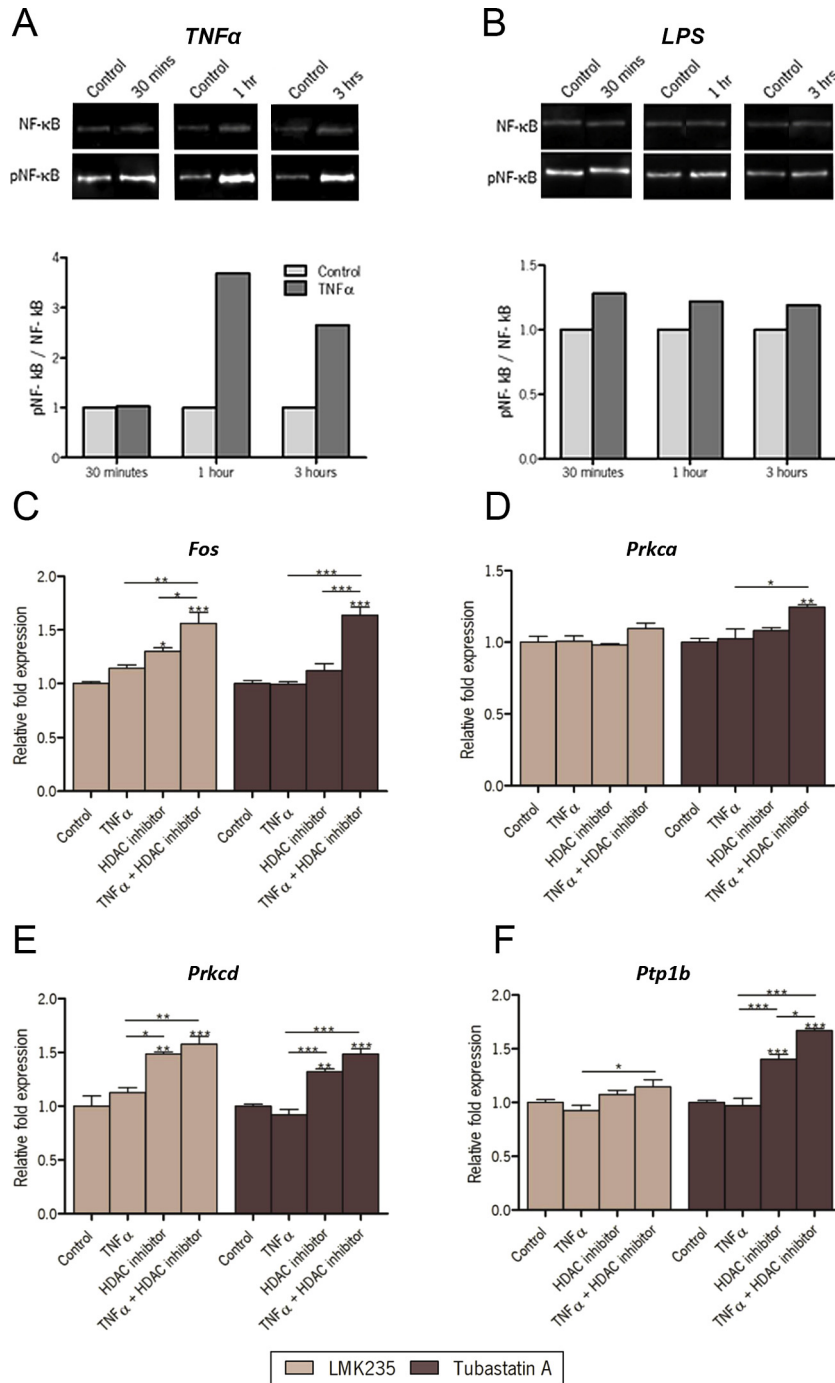 A
TNFα
Control 30 mins Control 1 hr Control 3 hrs
NF-κB
pNF-κB
pNF- kB / NF- kB
4
3
2
1
0
Control
TNFα
30 minutes 1 hour 3 hours
B
LPS
Control 30 mins Control 1 hr Control 3 hrs
NF-κB
pNF-κB
pNF- kB / NF- kB
1.5
1.0
0.5
0.0
30 minutes 1 hour 3 hours
C
Fos
Relative fold expression
2.0
1.5
1.0
0.5
0.0
** * *** * *** *** ***
Control TNFα HDAC inhibitor TNFα + HDAC inhibitor Control TNFα HDAC inhibitor TNFα + HDAC inhibitor
D
Prkca
Relative fold expression
1.5
1.0
0.5
0.0
* **
Control TNFα HDAC inhibitor TNFα + HDAC inhibitor Control TNFα HDAC inhibitor TNFα + HDAC inhibitor
E
Prkcd
Relative fold expression
2.0
1.5
1.0
0.5
0.0
** * *** ** *** *** *** **
Control TNFα HDAC inhibitor TNFα + HDAC inhibitor Control TNFα HDAC inhibitor TNFα + HDAC inhibitor
F
Ptp1b
Relative fold expression
2.0
1.5
1.0
0.5
0.0
* *** *** * *** ***
Control TNFα HDAC inhibitor TNFα + HDAC inhibitor Control TNFα HDAC inhibitor TNFα + HDAC inhibitor
LMK235 Tubastatin A